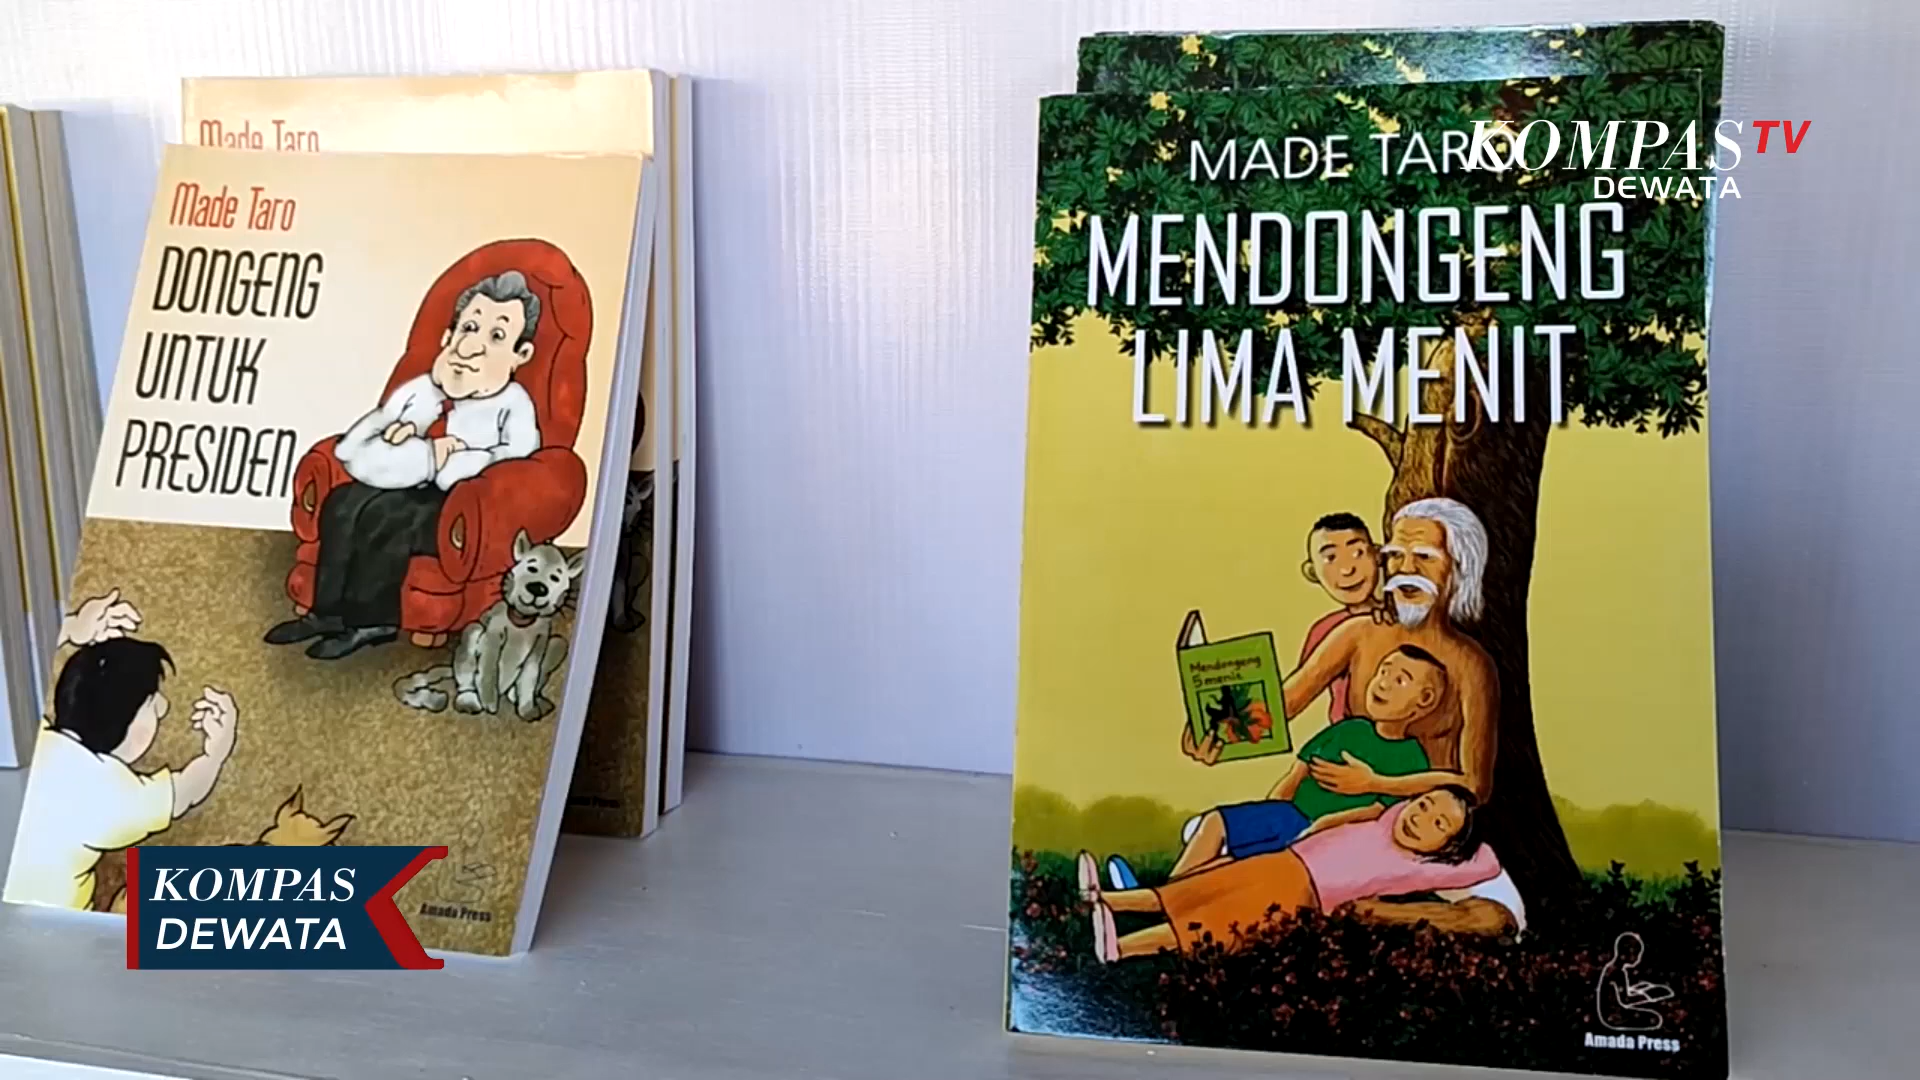 Made Taro
Made Taro
DONGENG
UNTUK
PRESIDEN
Amada Press
MADE TARO
MENDONGENG
LIMA MENIT
Mendongeng
5 menit
Amada Press
KOMPAS TV
DEWATA
KOMPAS
DEWATA